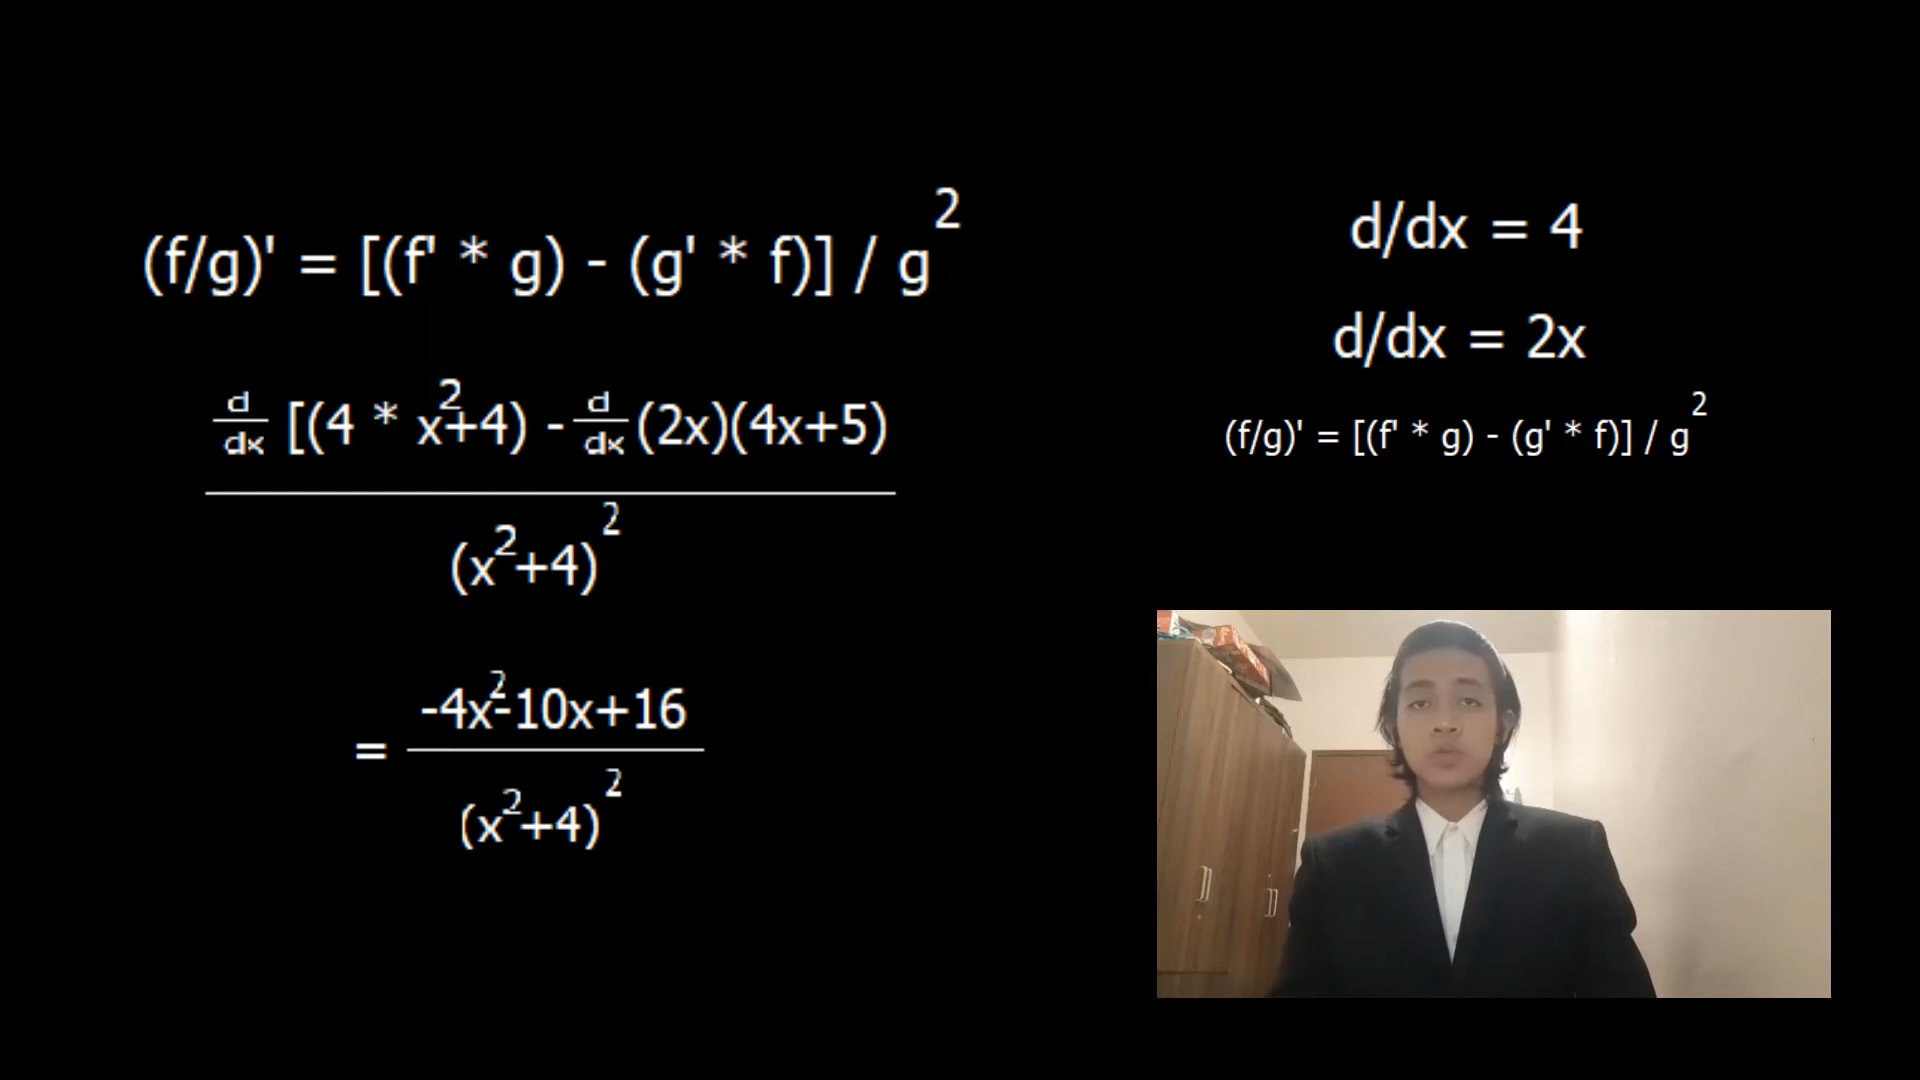 (f/g)' = [(f' * g) - (g' * f)] / g²
d/dx [(4 * x²+4) - d/dx (2x)(4x+5)
(x²+4)²
= -4x²-10x+16
(x²+4)²
d/dx = 4
d/dx = 2x
(f/g)' = [(f' * g) - (g' * f)] / g²